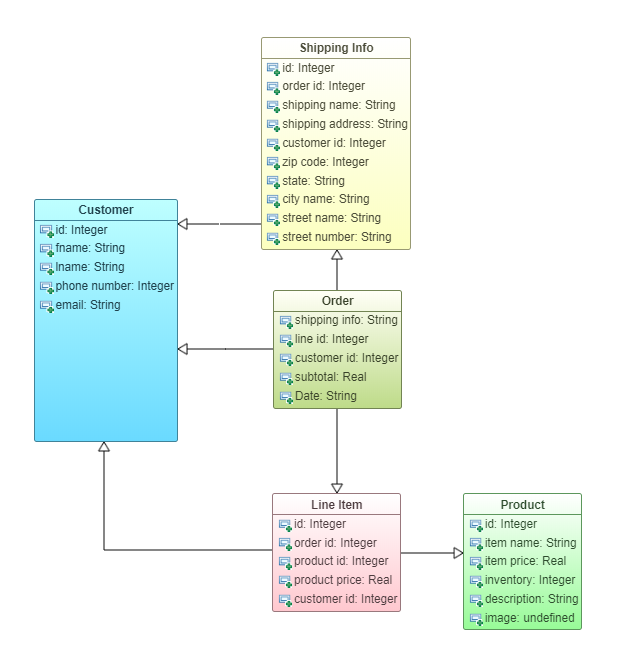 Shipping Info
id: Integer
order id: Integer
shipping name: String
shipping address: String
customer id: Integer
zip code: Integer
state: String
city name: String
street name: String
street number: String
Customer
id: Integer
fname: String
lname: String
phone number: Integer
email: String
Order
shipping info: String
line id: Integer
customer id: Integer
subtotal: Real
Date: String
Line Item
id: Integer
order id: Integer
product id: Integer
product price: Real
customer id: Integer
Product
id: Integer
item name: String
item price: Real
inventory: Integer
description: String
image: undefined